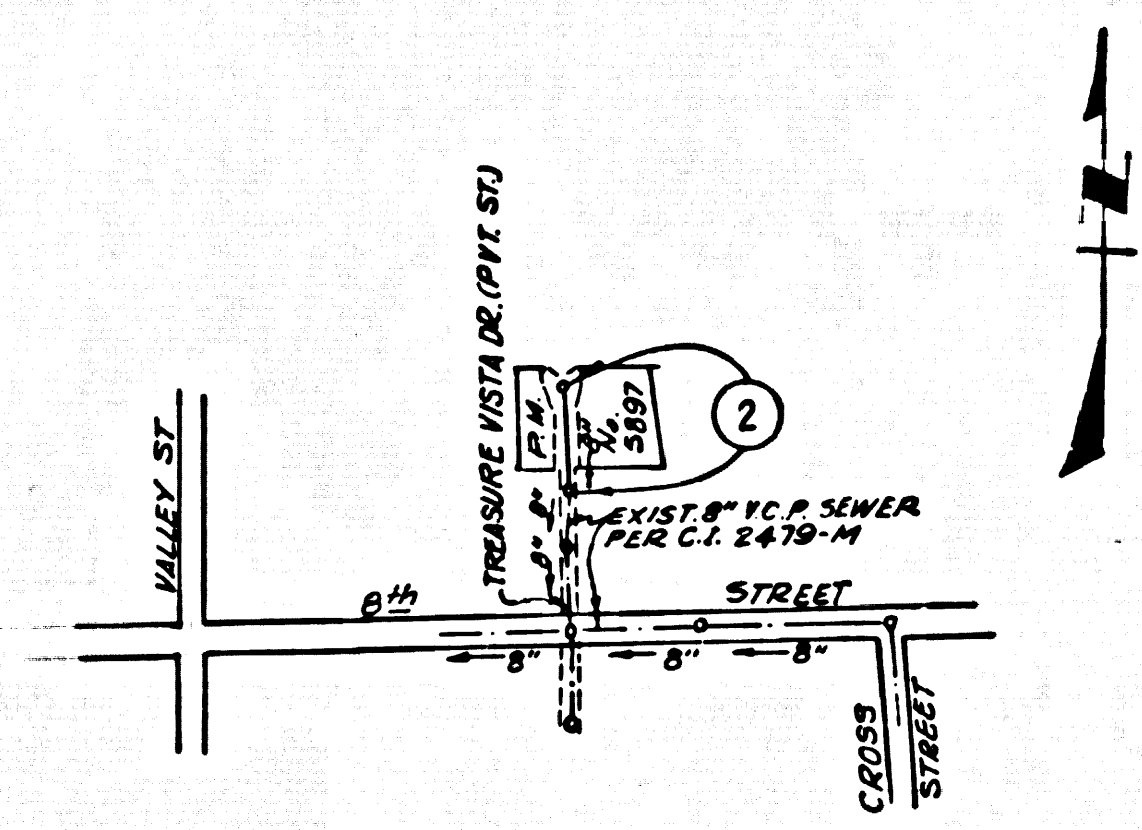 N
TREASURE VISTA DR. (PVT. ST.)
VALLEY ST
P.M.
No.
5897
2
8" 8"
EXIST. 8" V.C.P. SEWER
PER C.I. 2479-M
8th STREET
8" 8" 8"
CROSS
STREET